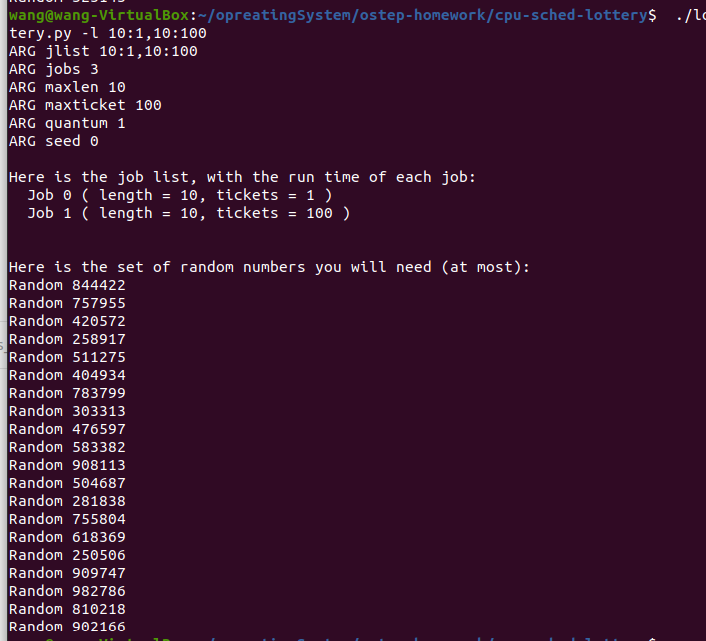 wang@wang-VirtualBox:~/opreatingSystem/ostep-homework/cpu-sched-lottery$  ./lo
tery.py -l 10:1,10:100
ARG jlist 10:1,10:100
ARG jobs 3
ARG maxlen 10
ARG maxticket 100
ARG quantum 1
ARG seed 0
Here is the job list, with the run time of each job:
  Job 0 ( length = 10, tickets = 1 )
  Job 1 ( length = 10, tickets = 100 )
Here is the set of random numbers you will need (at most):
Random 844422
Random 757955
Random 420572
Random 258917
Random 511275
Random 404934
Random 783799
Random 303313
Random 476597
Random 583382
Random 908113
Random 504687
Random 281838
Random 755804
Random 618369
Random 250506
Random 909747
Random 982786
Random 810218
Random 902166